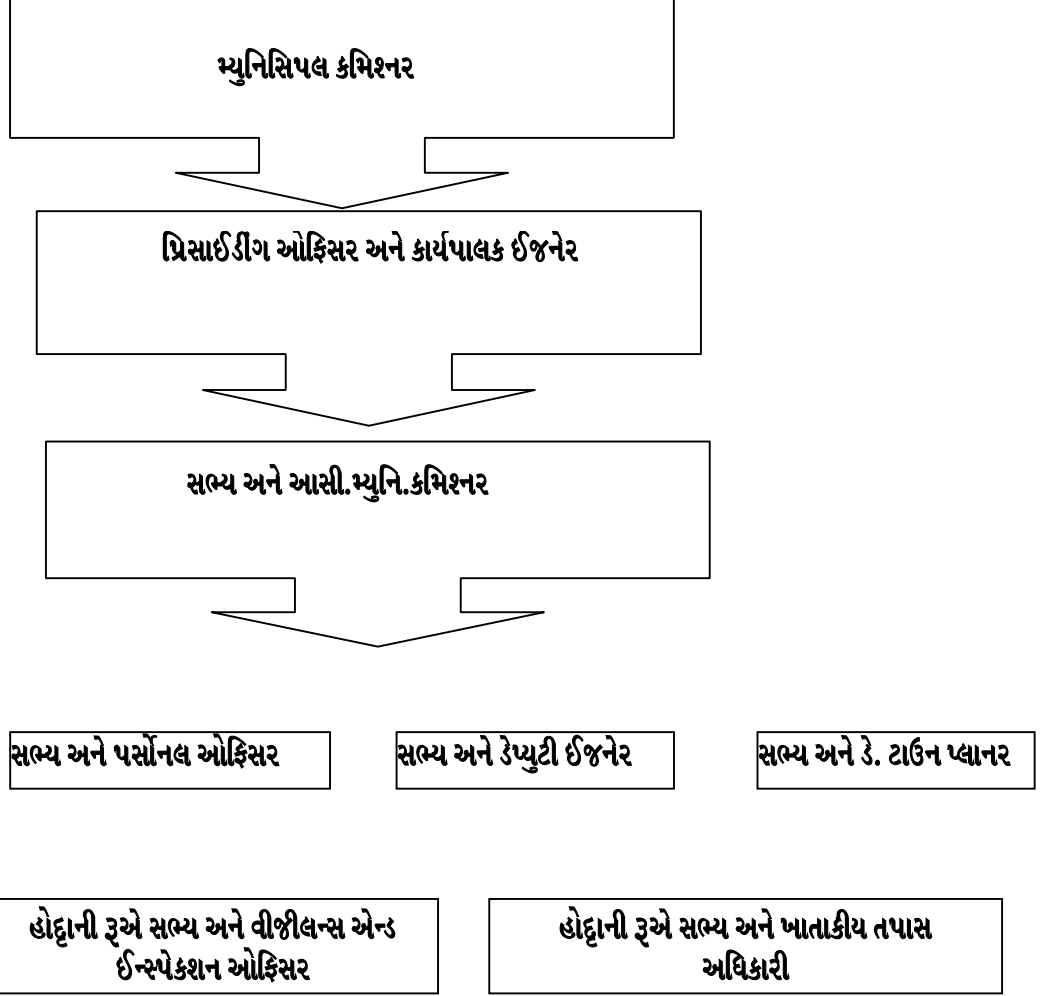 મ્યુનિસિપલ કમિશ્નર
પ્રિસાઈડીંગ ઓફિસર અને કાર્યપાલક ઈજનેર
સભ્ય અને આસી.મ્યુનિ.કમિશ્નર
સભ્ય અને પર્સોનલ ઓફિસર
સભ્ય અને ડેપ્યુટી ઈજનેર
સભ્ય અને ડે. ટાઉન પ્લાનર
હોદ્દાની રૂએ સભ્ય અને વીજીલન્સ એન્ડ
ઈન્સ્પેકશન ઓફિસર
હોદ્દાની રૂએ સભ્ય અને ખાતાકીય તપાસ
અધિકારી